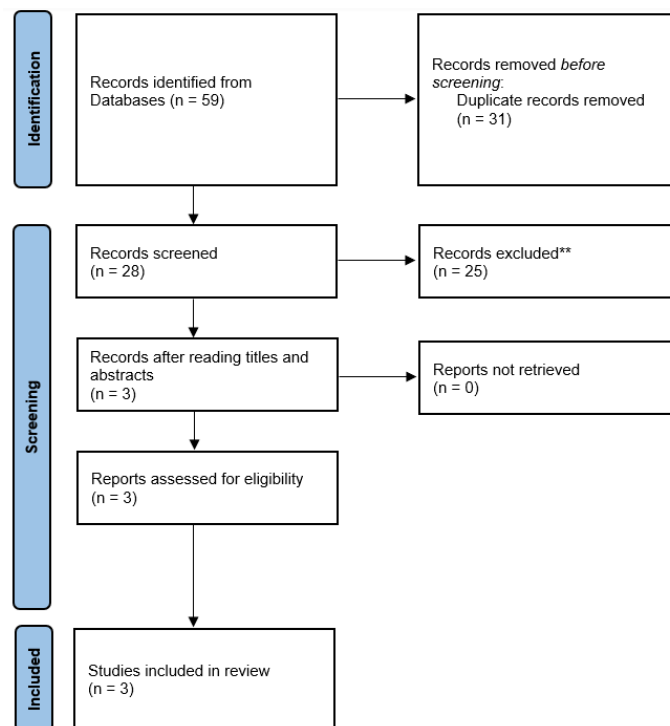 Identification
Records identified from
Databases (n = 59)
Records removed before
screening:
Duplicate records removed
(n = 31)
Screening
Records screened
(n = 28)
Records excluded**
(n = 25)
Records after reading titles and
abstracts
(n = 3)
Reports not retrieved
(n = 0)
Reports assessed for eligibility
(n = 3)
Included
Studies included in review
(n = 3)